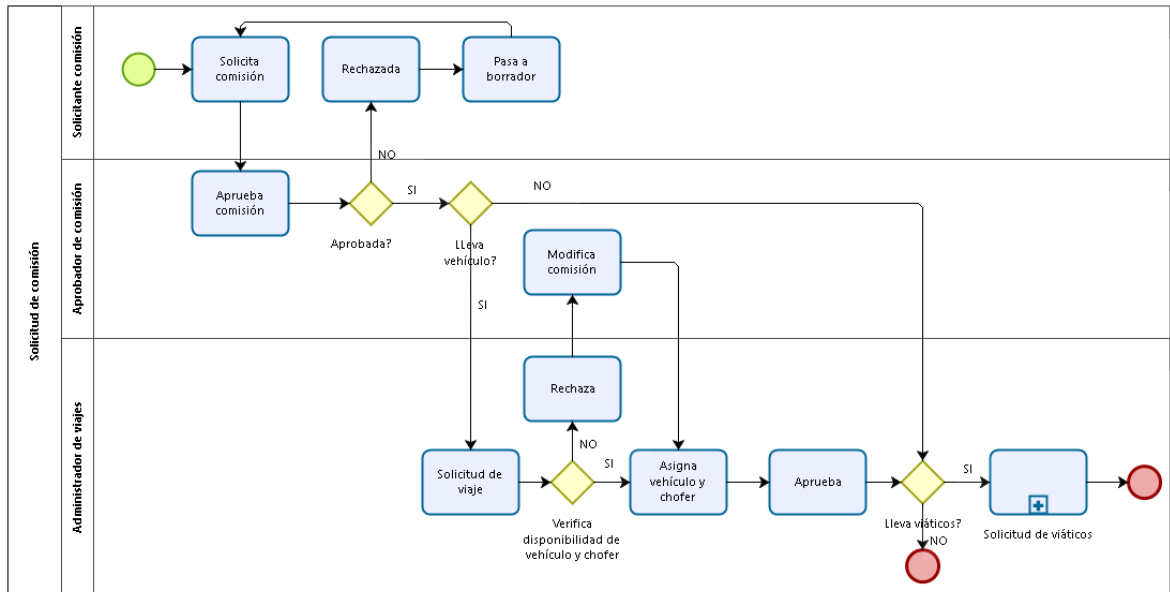 Solicitud de comisión
Solicitante comisión
Solicita
comisión
Rechazada
Pasa a
borrador
NO
Aprobador de comisión
Aprueba
comisión
Aprobada?
SI
LLeva
vehículo?
NO
SI
Modifica
comisión
Administrador de viajes
Rechaza
NO
Solicitud de
viaje
Verifica
disponibilidad de
vehículo y chofer
SI
Asigna
vehículo y
chofer
Aprueba
Lleva viáticos?
SI
NO
Solicitud de viáticos